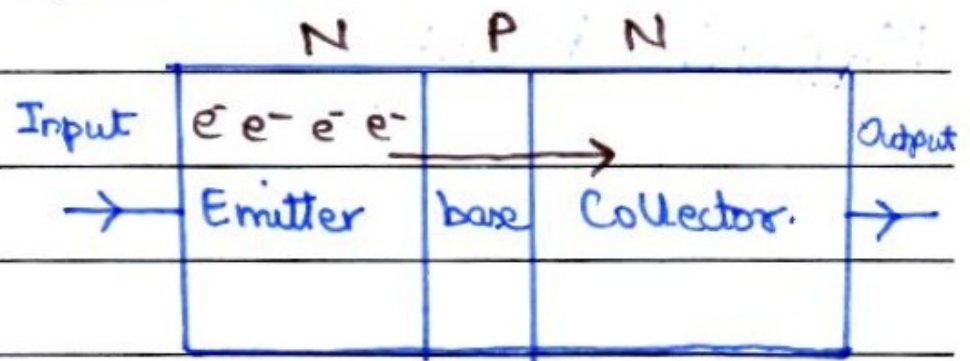 N P N
Input e⁻ e⁻ e⁻ e⁻ Output
Emitter base Collector.